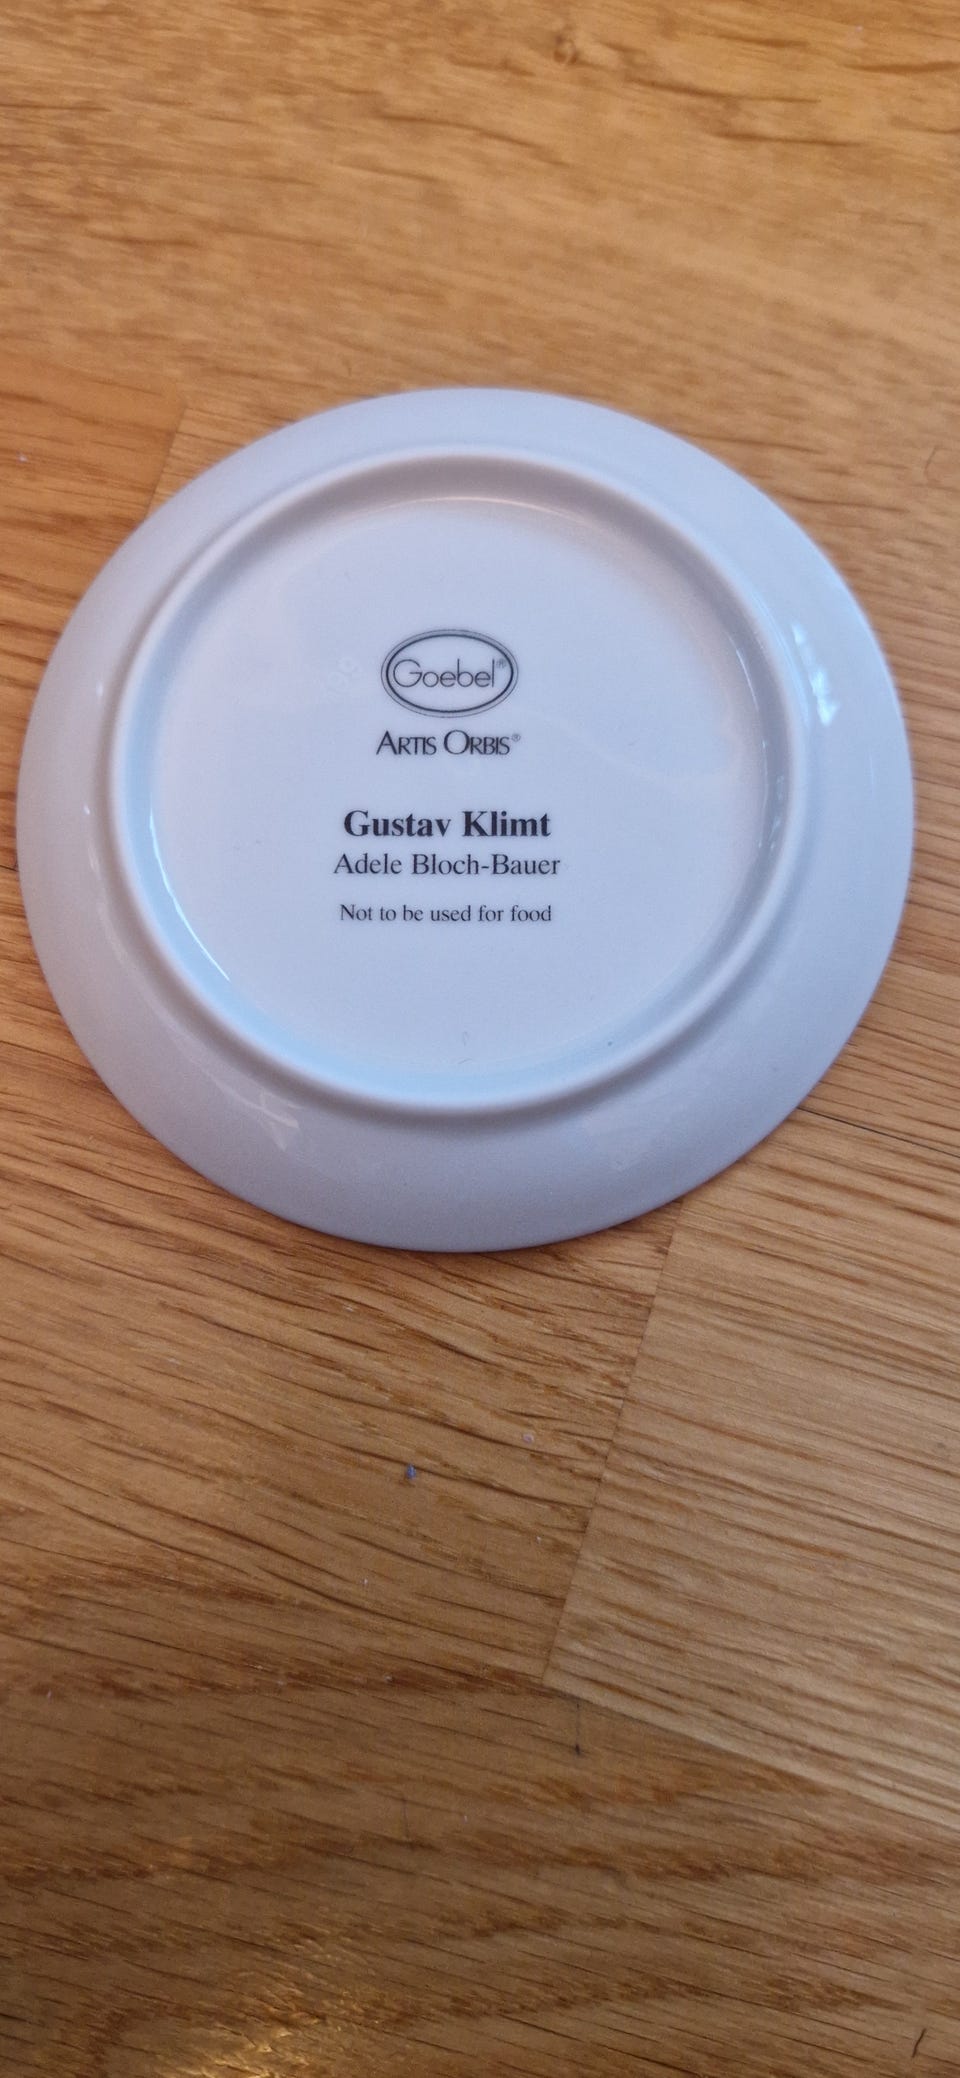 Goebel®
ARTIS ORBIS®
Gustav Klimt
Adele Bloch-Bauer
Not to be used for food